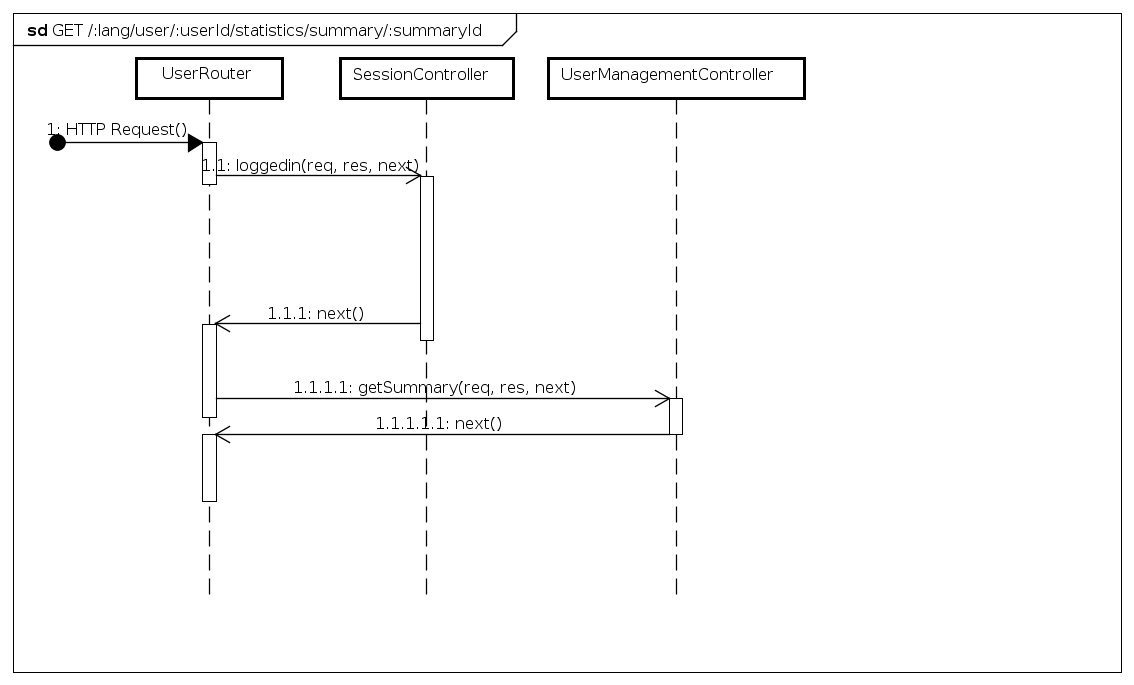 sd GET /:lang/user/:userId/statistics/summary/:summaryId
UserRouter
SessionController
UserManagementController
1: HTTP Request()
1.1: loggedin(req, res, next)
1.1.1: next()
1.1.1.1: getSummary(req, res, next)
1.1.1.1.1: next()